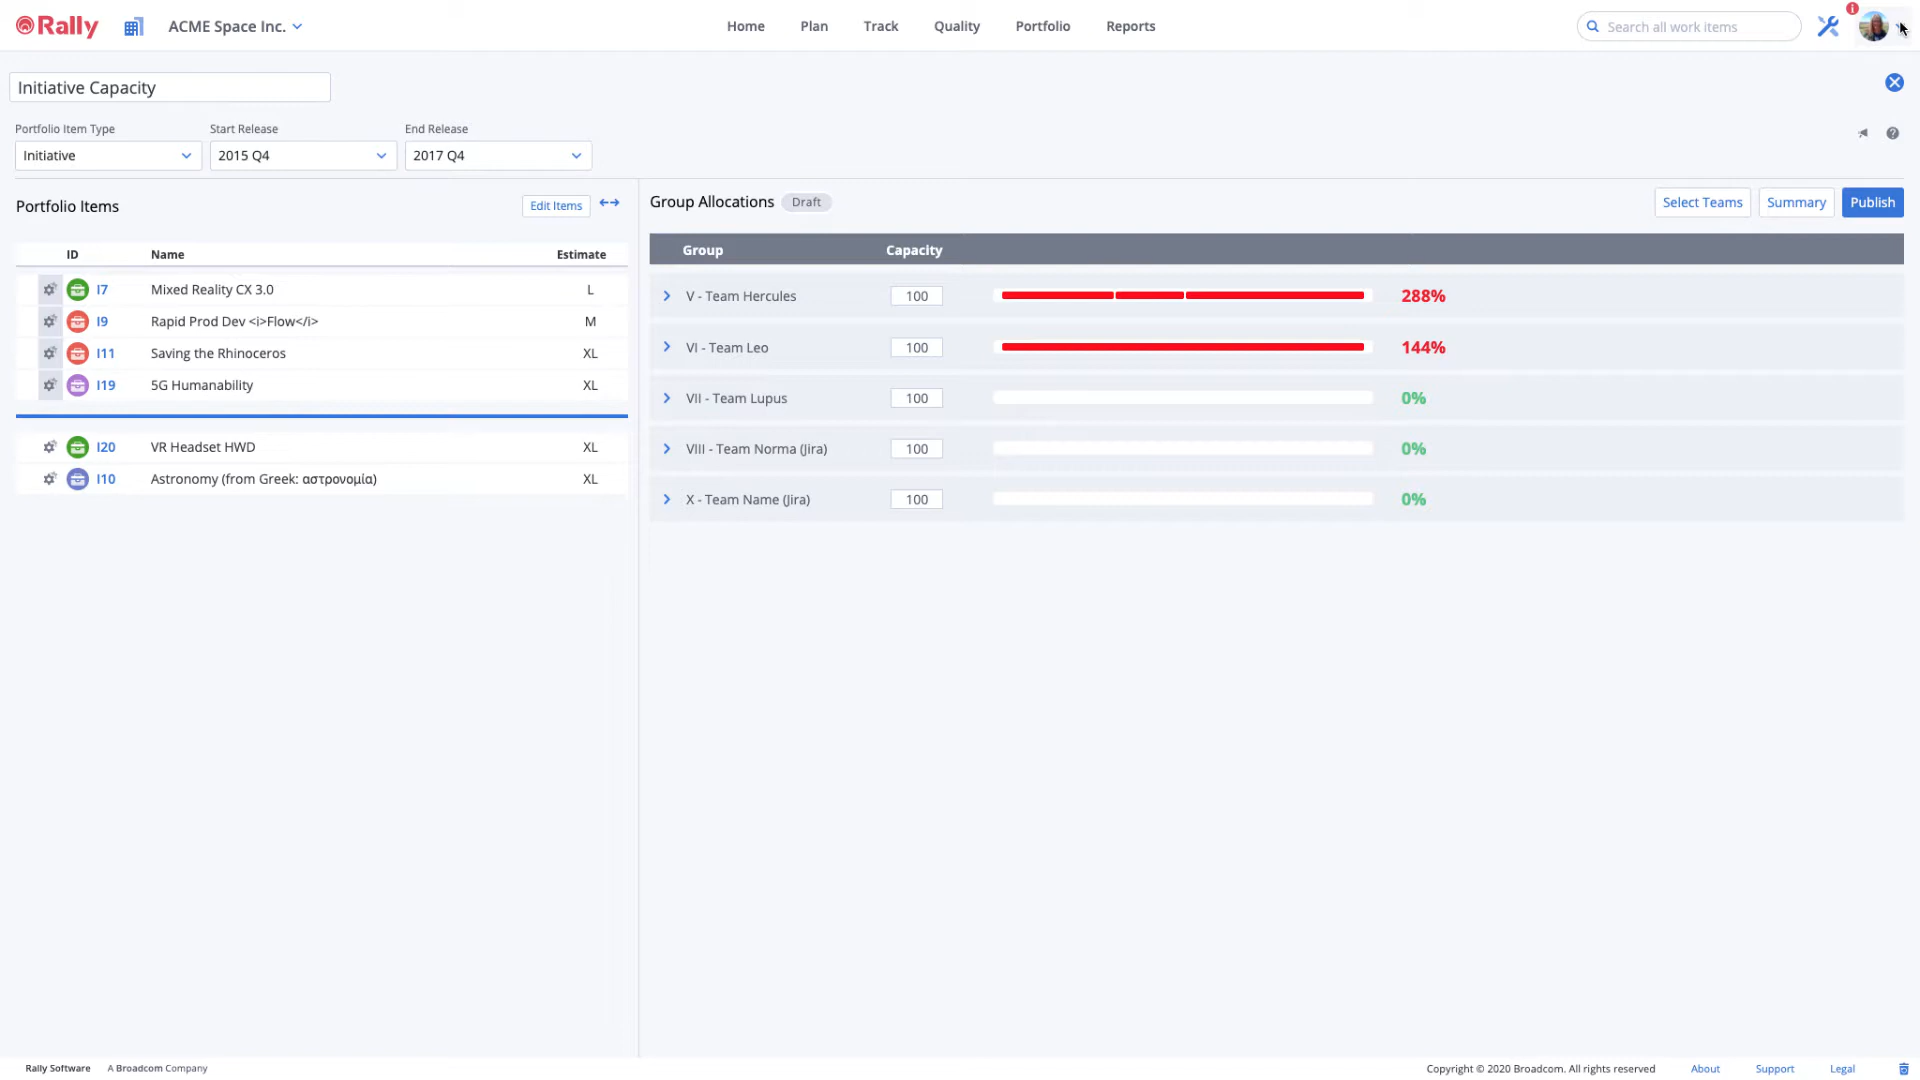 Rally
ACME Space Inc.
Home
Plan
Track
Quality
Portfolio
Reports
Search all work items
Initiative Capacity
Portfolio Item Type
Start Release
End Release
Initiative
2015 Q4
2017 Q4
Portfolio Items
Edit Items
ID Name Estimate
I7 Mixed Reality CX 3.0 L
I9 Rapid Prod Dev <i>Flow</i> M
I11 Saving the Rhinoceros XL
I19 5G Humanability XL
I20 VR Headset HWD XL
I10 Astronomy (from Greek: αστρονομία) XL
Group Allocations Draft
Select Teams
Summary
Publish
Group Capacity
V - Team Hercules 100 288%
VI - Team Leo 100 144%
VII - Team Lupus 100 0%
VIII - Team Norma (Jira) 100 0%
X - Team Name (Jira) 100 0%
Rally Software A Broadcom Company
Copyright © 2020 Broadcom. All rights reserved About Support Legal